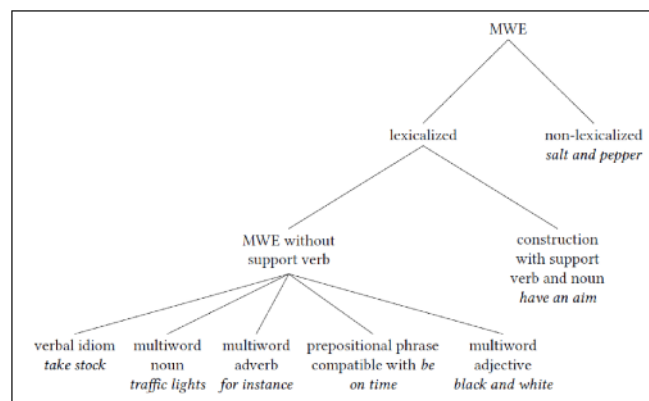 MWE
lexicalized
non-lexicalized
salt and pepper
MWE without
support verb
construction
with support
verb and noun
have an aim
verbal idiom
take stock
multiword
noun
traffic lights
multiword
adverb
for instance
prepositional phrase
compatible with be
on time
multiword
adjective
black and white